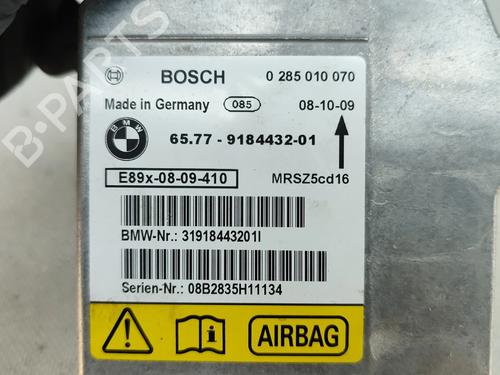 BOSCH 0 285 010 070
Made in Germany 085 08-10-09
BMW 65.77 - 9184432-01
E89x-08-09-410 MRSZ5cd16
BMW-Nr.: 31918443201I
Serien-Nr.: 08B2835H11134
AIRBAG
B-PARTS